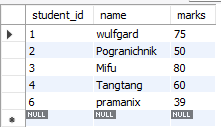 student_id name marks
1 wulfgard 75
2 Pogranichnik 50
3 Mifu 80
4 Tangtang 60
6 pramanix 39
NULL NULL NULL